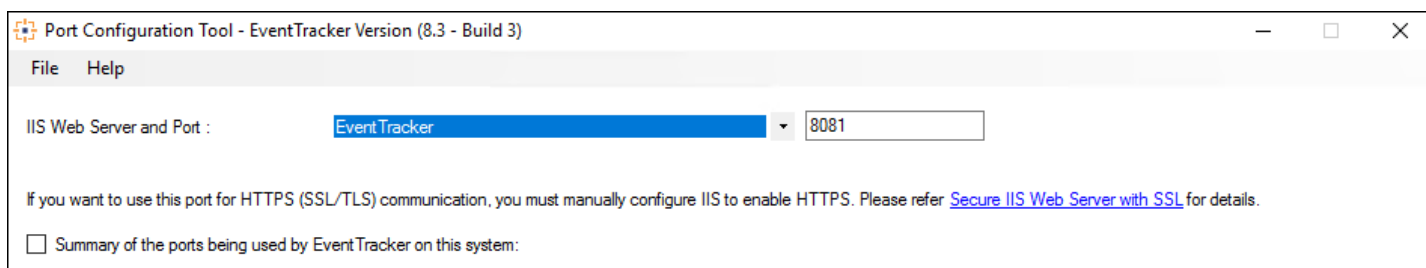 Port Configuration Tool - EventTracker Version (8.3 - Build 3)
File Help
IIS Web Server and Port : EventTracker 8081
If you want to use this port for HTTPS (SSL/TLS) communication, you must manually configure IIS to enable HTTPS. Please refer Secure IIS Web Server with SSL for details.
Summary of the ports being used by EventTracker on this system: